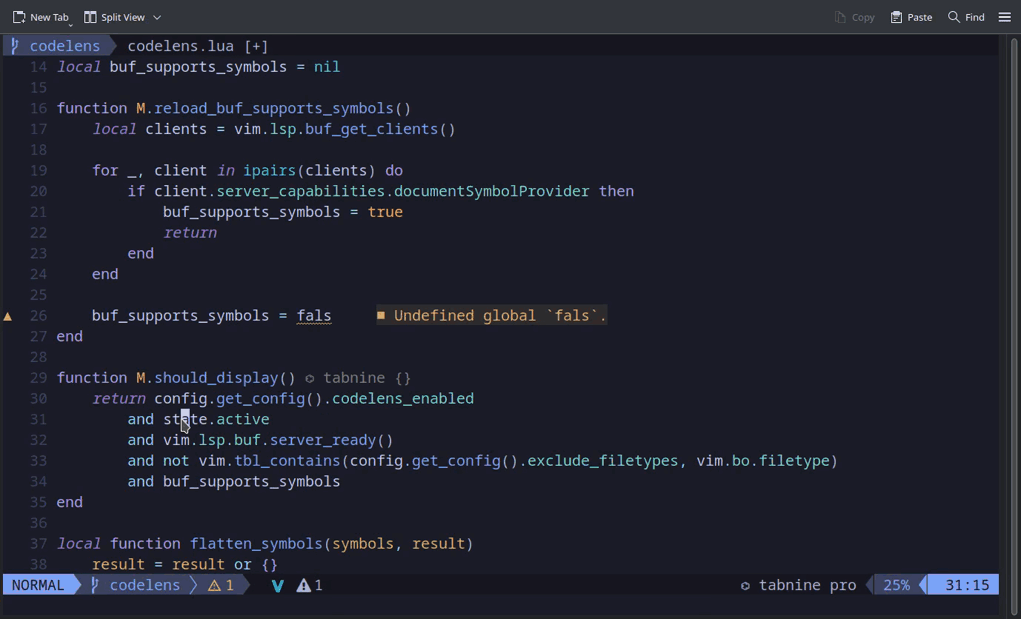 New Tab Split View Copy Paste Find
codelens codelens.lua [+]
14 local buf_supports_symbols = nil
15
16 function M.reload_buf_supports_symbols()
17 local clients = vim.lsp.buf_get_clients()
18
19 for _, client in ipairs(clients) do
20 if client.server_capabilities.documentSymbolProvider then
21 buf_supports_symbols = true
22 return
23 end
24 end
25
26 buf_supports_symbols = fals ■ Undefined global `fals`.
27 end
28
29 function M.should_display() tabnine {}
30 return config.get_config().codelens_enabled
31 and state.active
32 and vim.lsp.buf.server_ready()
33 and not vim.tbl_contains(config.get_config().exclude_filetypes, vim.bo.filetype)
34 and buf_supports_symbols
35 end
36
37 local function flatten_symbols(symbols, result)
38 result = result or {}
NORMAL codelens 1 V 1 tabnine pro 25% 31:15